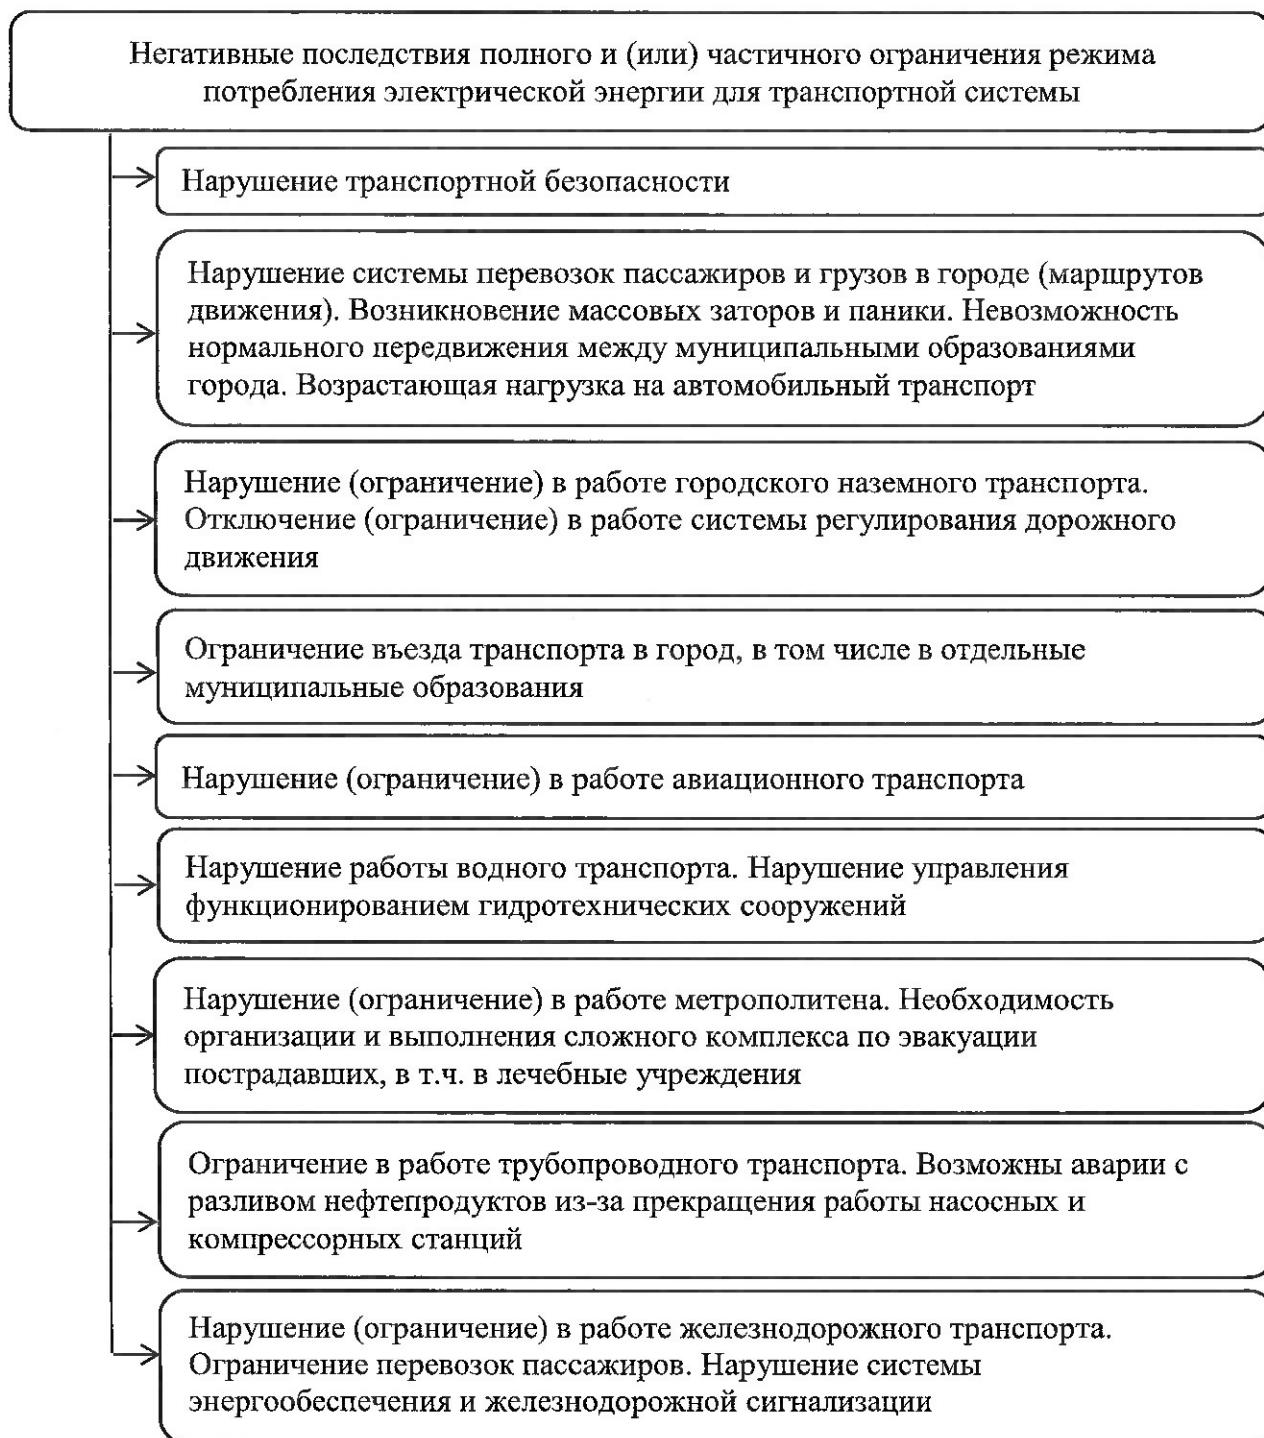 Негативные последствия полного и (или) частичного ограничения режима
потребления электрической энергии для транспортной системы
Нарушение транспортной безопасности
Нарушение системы перевозок пассажиров и грузов в городе (маршрутов
движения). Возникновение массовых заторов и паники. Невозможность
нормального передвижения между муниципальными образованиями
города. Возрастающая нагрузка на автомобильный транспорт
Нарушение (ограничение) в работе городского наземного транспорта.
Отключение (ограничение) в работе системы регулирования дорожного
движения
Ограничение въезда транспорта в город, в том числе в отдельные
муниципальные образования
Нарушение (ограничение) в работе авиационного транспорта
Нарушение работы водного транспорта. Нарушение управления
функционированием гидротехнических сооружений
Нарушение (ограничение) в работе метрополитена. Необходимость
организации и выполнения сложного комплекса по эвакуации
пострадавших, в т.ч. в лечебные учреждения
Ограничение в работе трубопроводного транспорта. Возможны аварии с
разливом нефтепродуктов из-за прекращения работы насосных и
компрессорных станций
Нарушение (ограничение) в работе железнодорожного транспорта.
Ограничение перевозок пассажиров. Нарушение системы
энергообеспечения и железнодорожной сигнализации